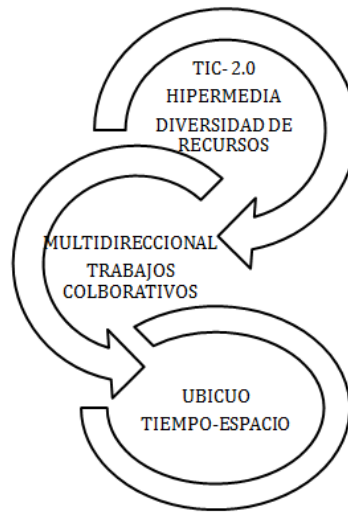 TIC- 2.0
HIPERMEDIA
DIVERSIDAD DE
RECURSOS
MULTIDIRECCIONAL
TRABAJOS
COLBORATIVOS
UBICUO
TIEMPO-ESPACIO